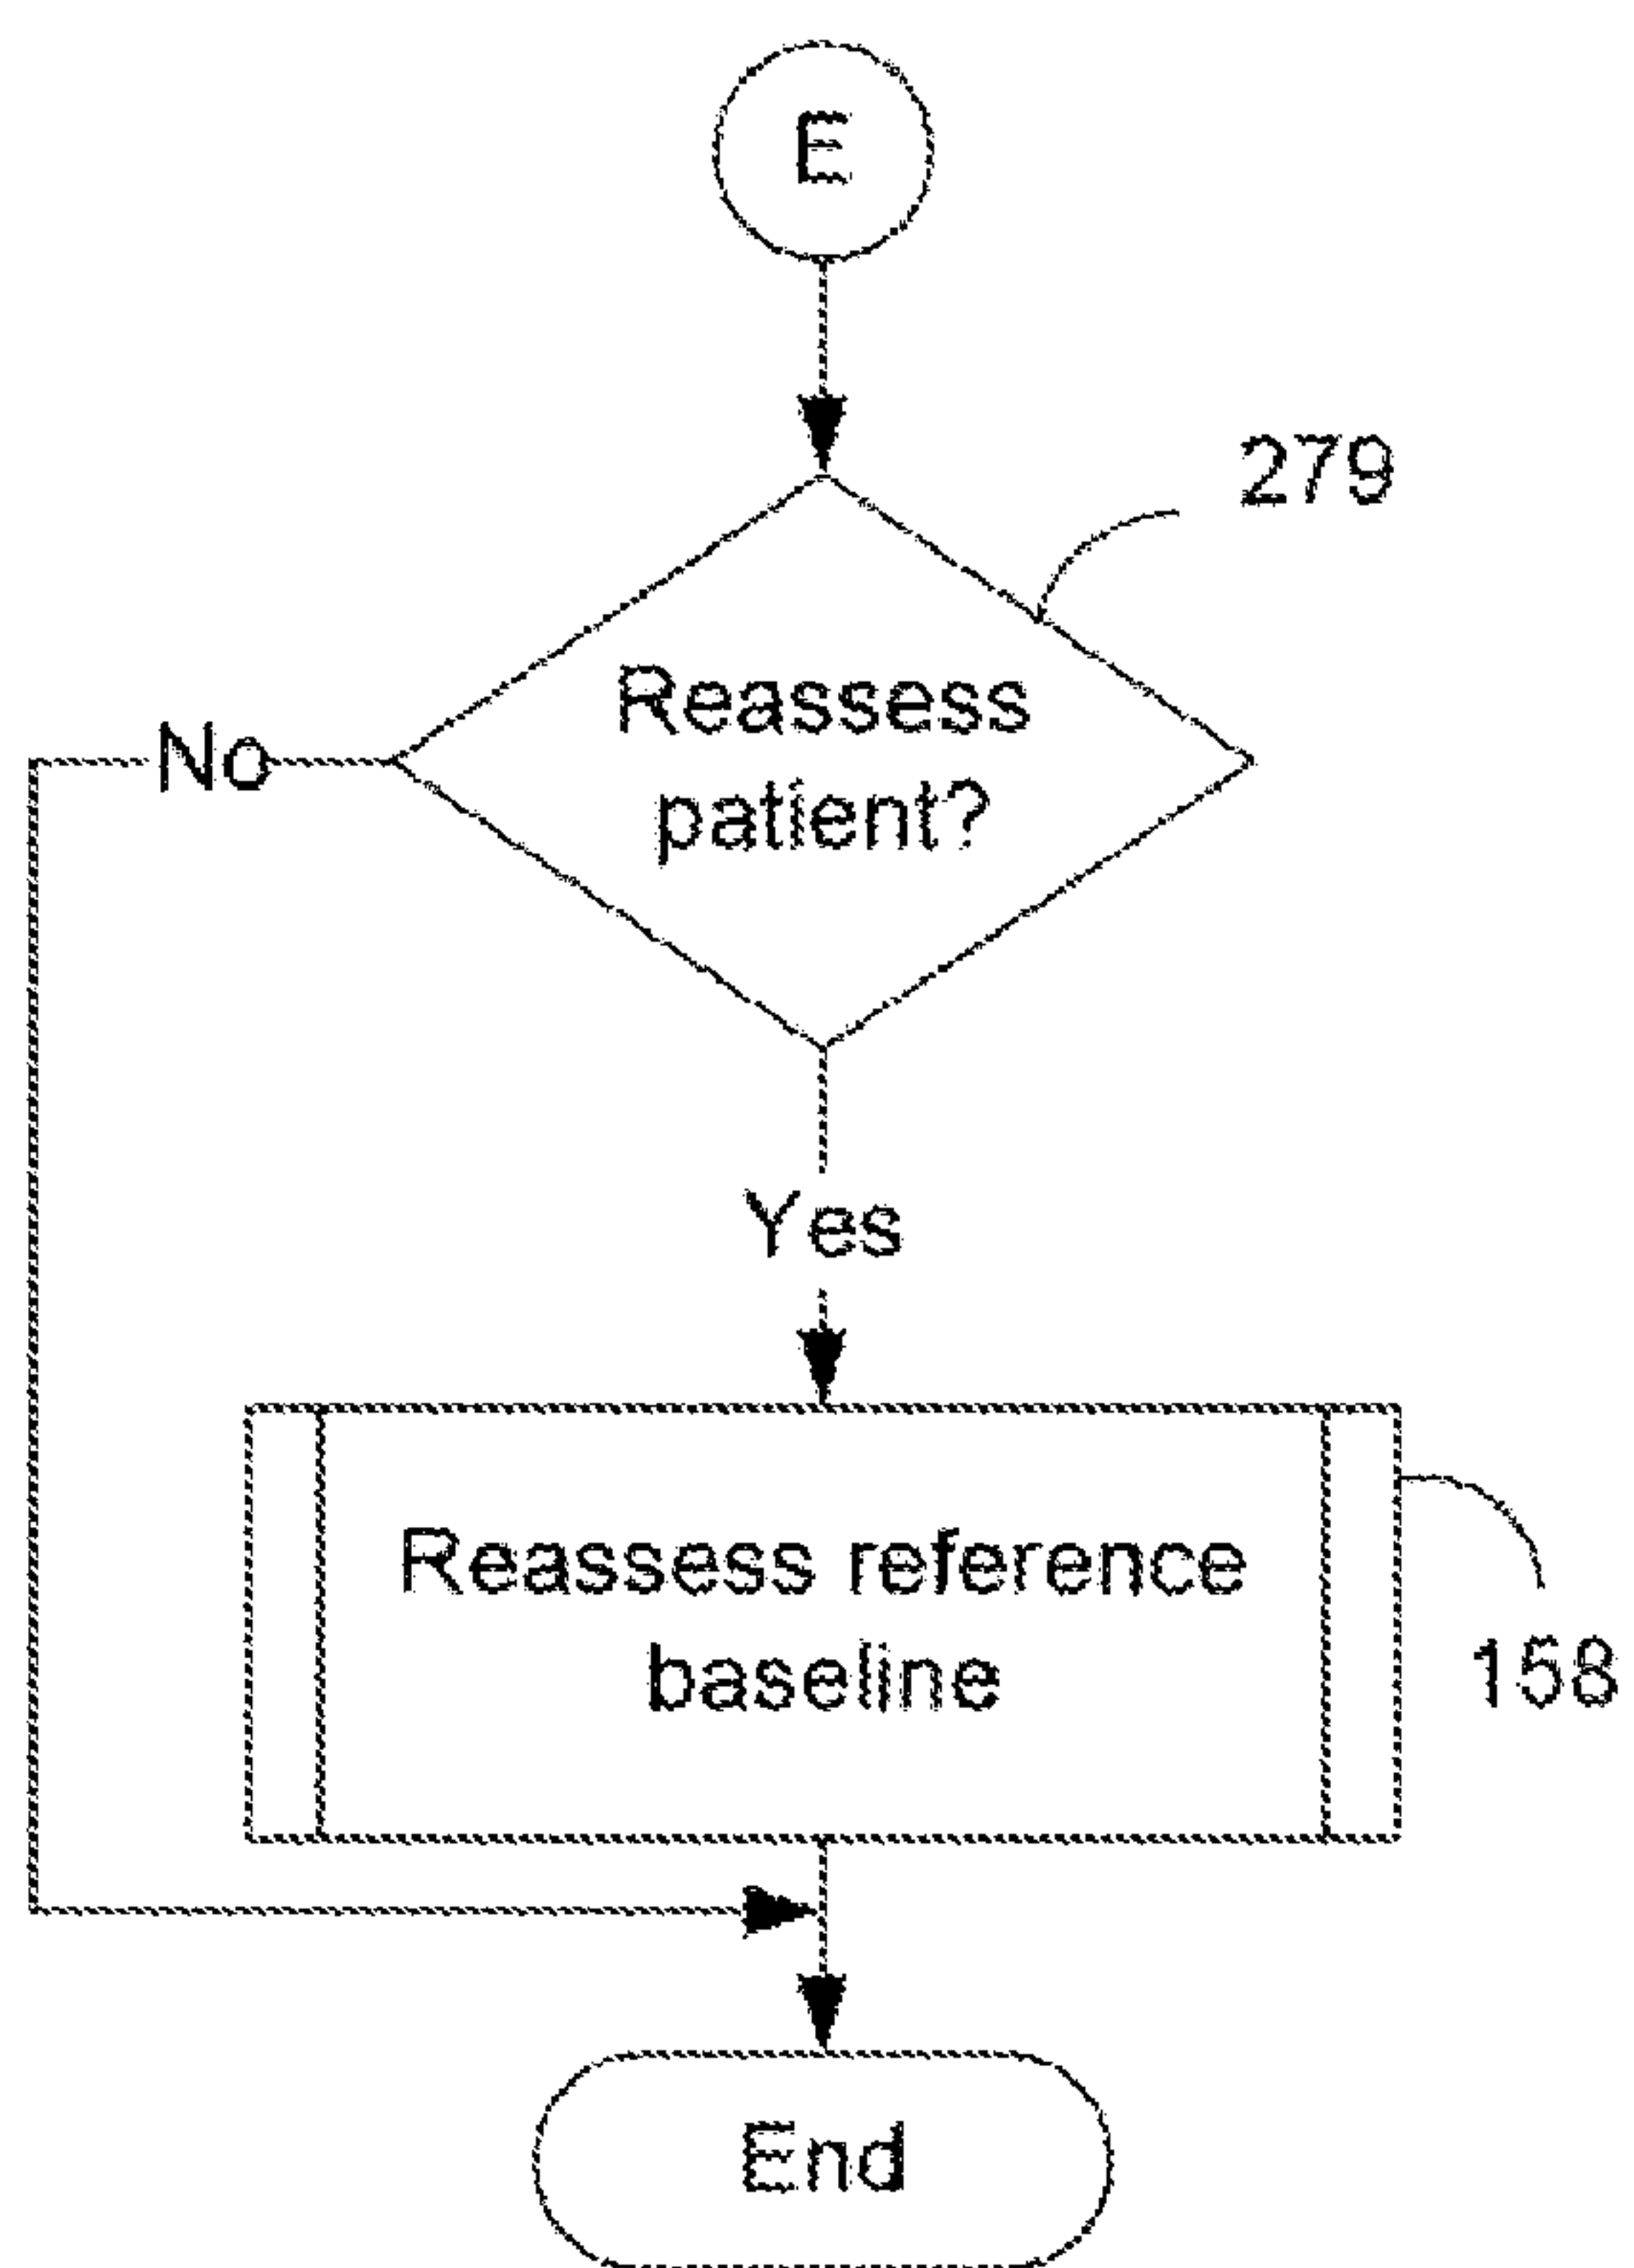 E
279
Reassess
patient?
No
Yes
Reassess reference
baseline
158
End